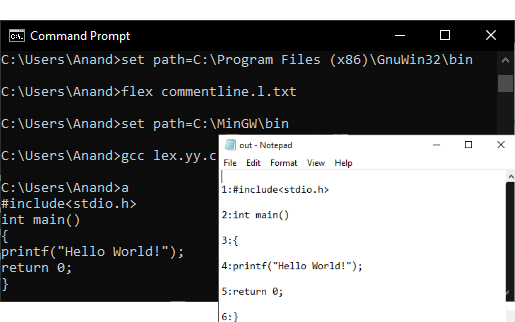 Command Prompt
C:\Users\Anand>set path=C:\Program Files (x86)\GnuWin32\bin
C:\Users\Anand>flex commentline.l.txt
C:\Users\Anand>set path=C:\MinGW\bin
C:\Users\Anand>gcc lex.yy.c
C:\Users\Anand>a
#include<stdio.h>
int main()
{
printf("Hello World!");
return 0;
}
out - Notepad
File Edit Format View Help
1:#include<stdio.h>
2:int main()
3:{
4:printf("Hello World!");
5:return 0;
6:}